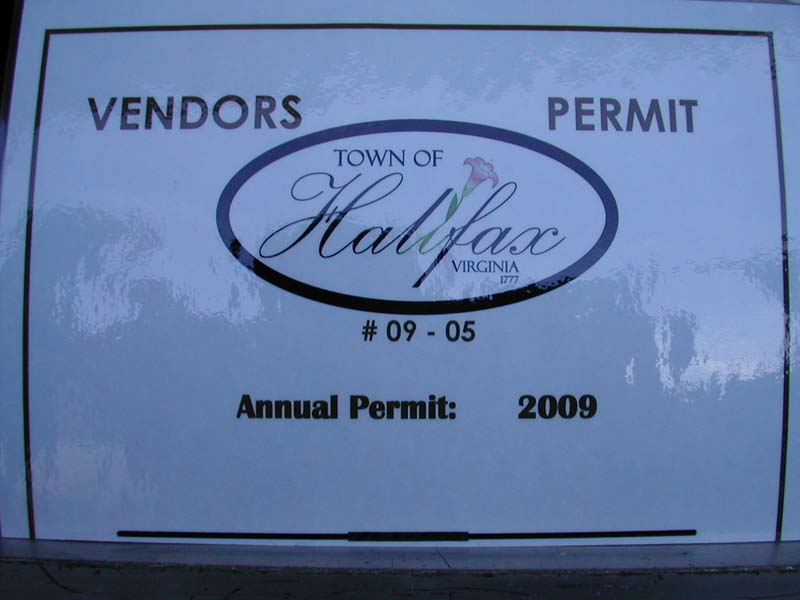 VENDORS PERMIT
TOWN OF
Halifax
VIRGINIA
1777
# 09 - 05
Annual Permit: 2009